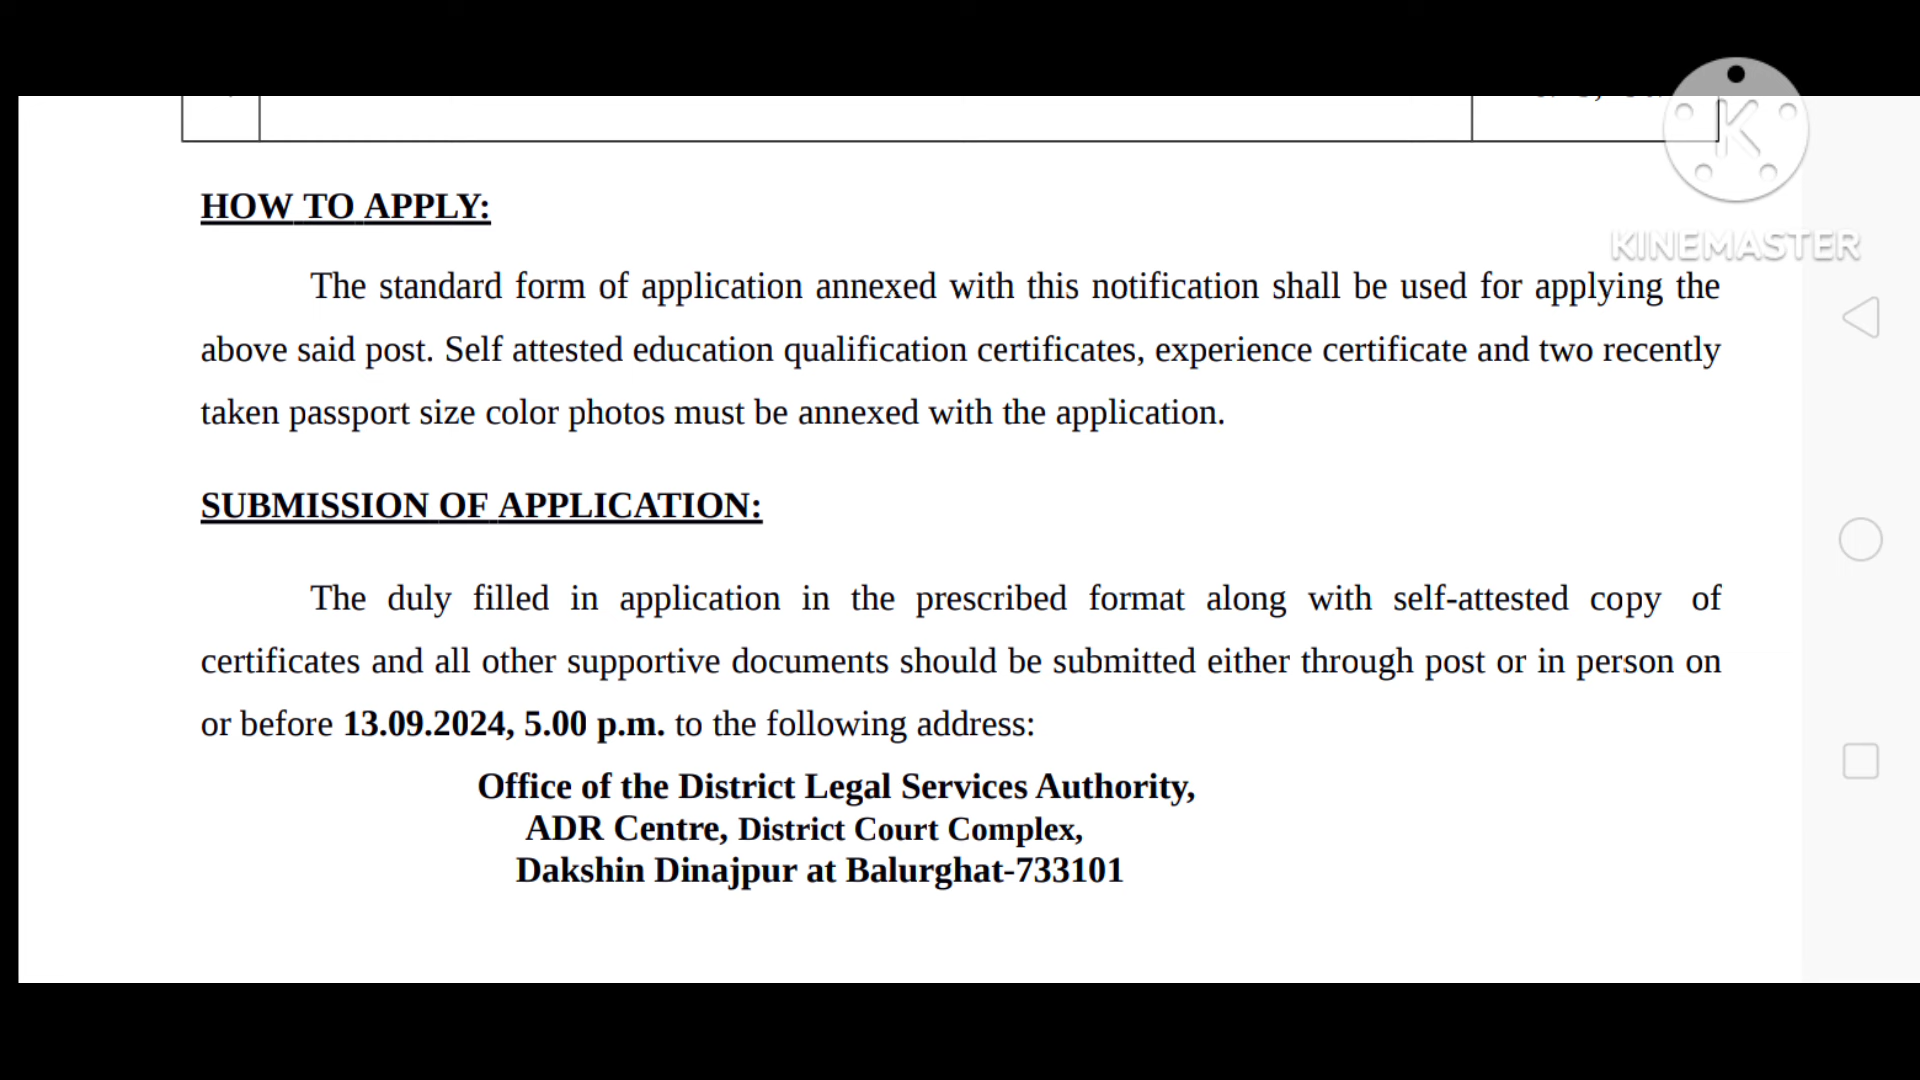 HOW TO APPLY:
KINEMASTER
The standard form of application annexed with this notification shall be used for applying the
above said post. Self attested education qualification certificates, experience certificate and two recently
taken passport size color photos must be annexed with the application.
SUBMISSION OF APPLICATION:
The duly filled in application in the prescribed format along with self-attested copy of
certificates and all other supportive documents should be submitted either through post or in person on
or before 13.09.2024, 5.00 p.m. to the following address:
Office of the District Legal Services Authority,
ADR Centre, District Court Complex,
Dakshin Dinajpur at Balurghat-733101